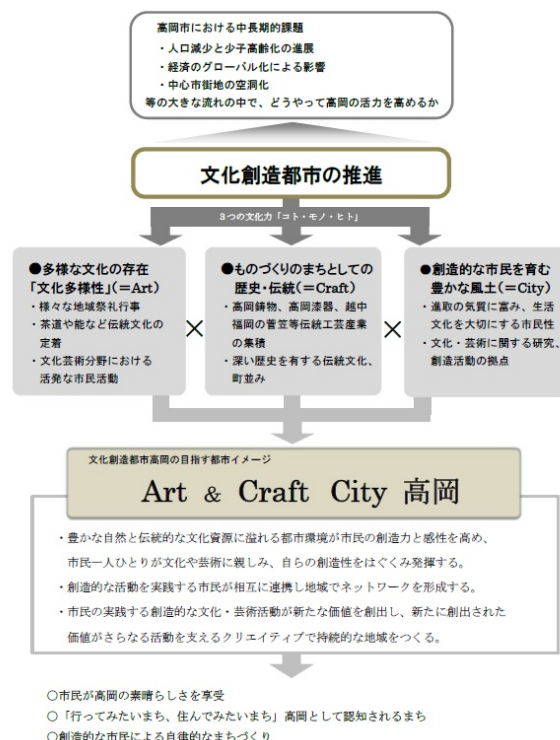 高岡市における中長期的課題
・人口減少と少子高齢化の進展
・経済のグローバル化による影響
・中心市街地の空洞化
等の大きな流れの中で、どうやって高岡の活力を高めるか
文化創造都市の推進
3つの文化力「コト・モノ・ヒト」
●多様な文化の存在
「文化多様性」(=Art)
・様々な地域祭礼行事
・茶道や能など伝統文化の
定着
・文化芸術分野における
活発な市民活動
×
●ものづくりのまちとしての
歴史・伝統(=Craft)
・高岡鋳物、高岡漆器、越中
福岡の菅笠等伝統工芸産業
の集積
・深い歴史を有する伝統文化、
町並み
×
●創造的な市民を育む
豊かな風土(=City)
・進取の気質に富み、生活
文化を大切にする市民性
・文化・芸術に関する研究、
創造活動の拠点
文化創造都市高岡の目指す都市イメージ
Art & Craft City 高岡
・豊かな自然と伝統的な文化資源に溢れる都市環境が市民の創造力と感性を高め、
市民一人ひとりが文化や芸術に親しみ、自らの創造性をはぐくみ発揮する。
・創造的な活動を実践する市民が相互に連携し地域でネットワークを形成する。
・市民の実践する創造的な文化・芸術活動が新たな価値を創出し、新たに創出された
価値がさらなる活動を支えるクリエイティブで持続的な地域をつくる。
○市民が高岡の素晴らしさを享受
○「行ってみたいまち、住んでみたいまち」高岡として認知されるまち
○創造的な市民による自律的なまちづくり